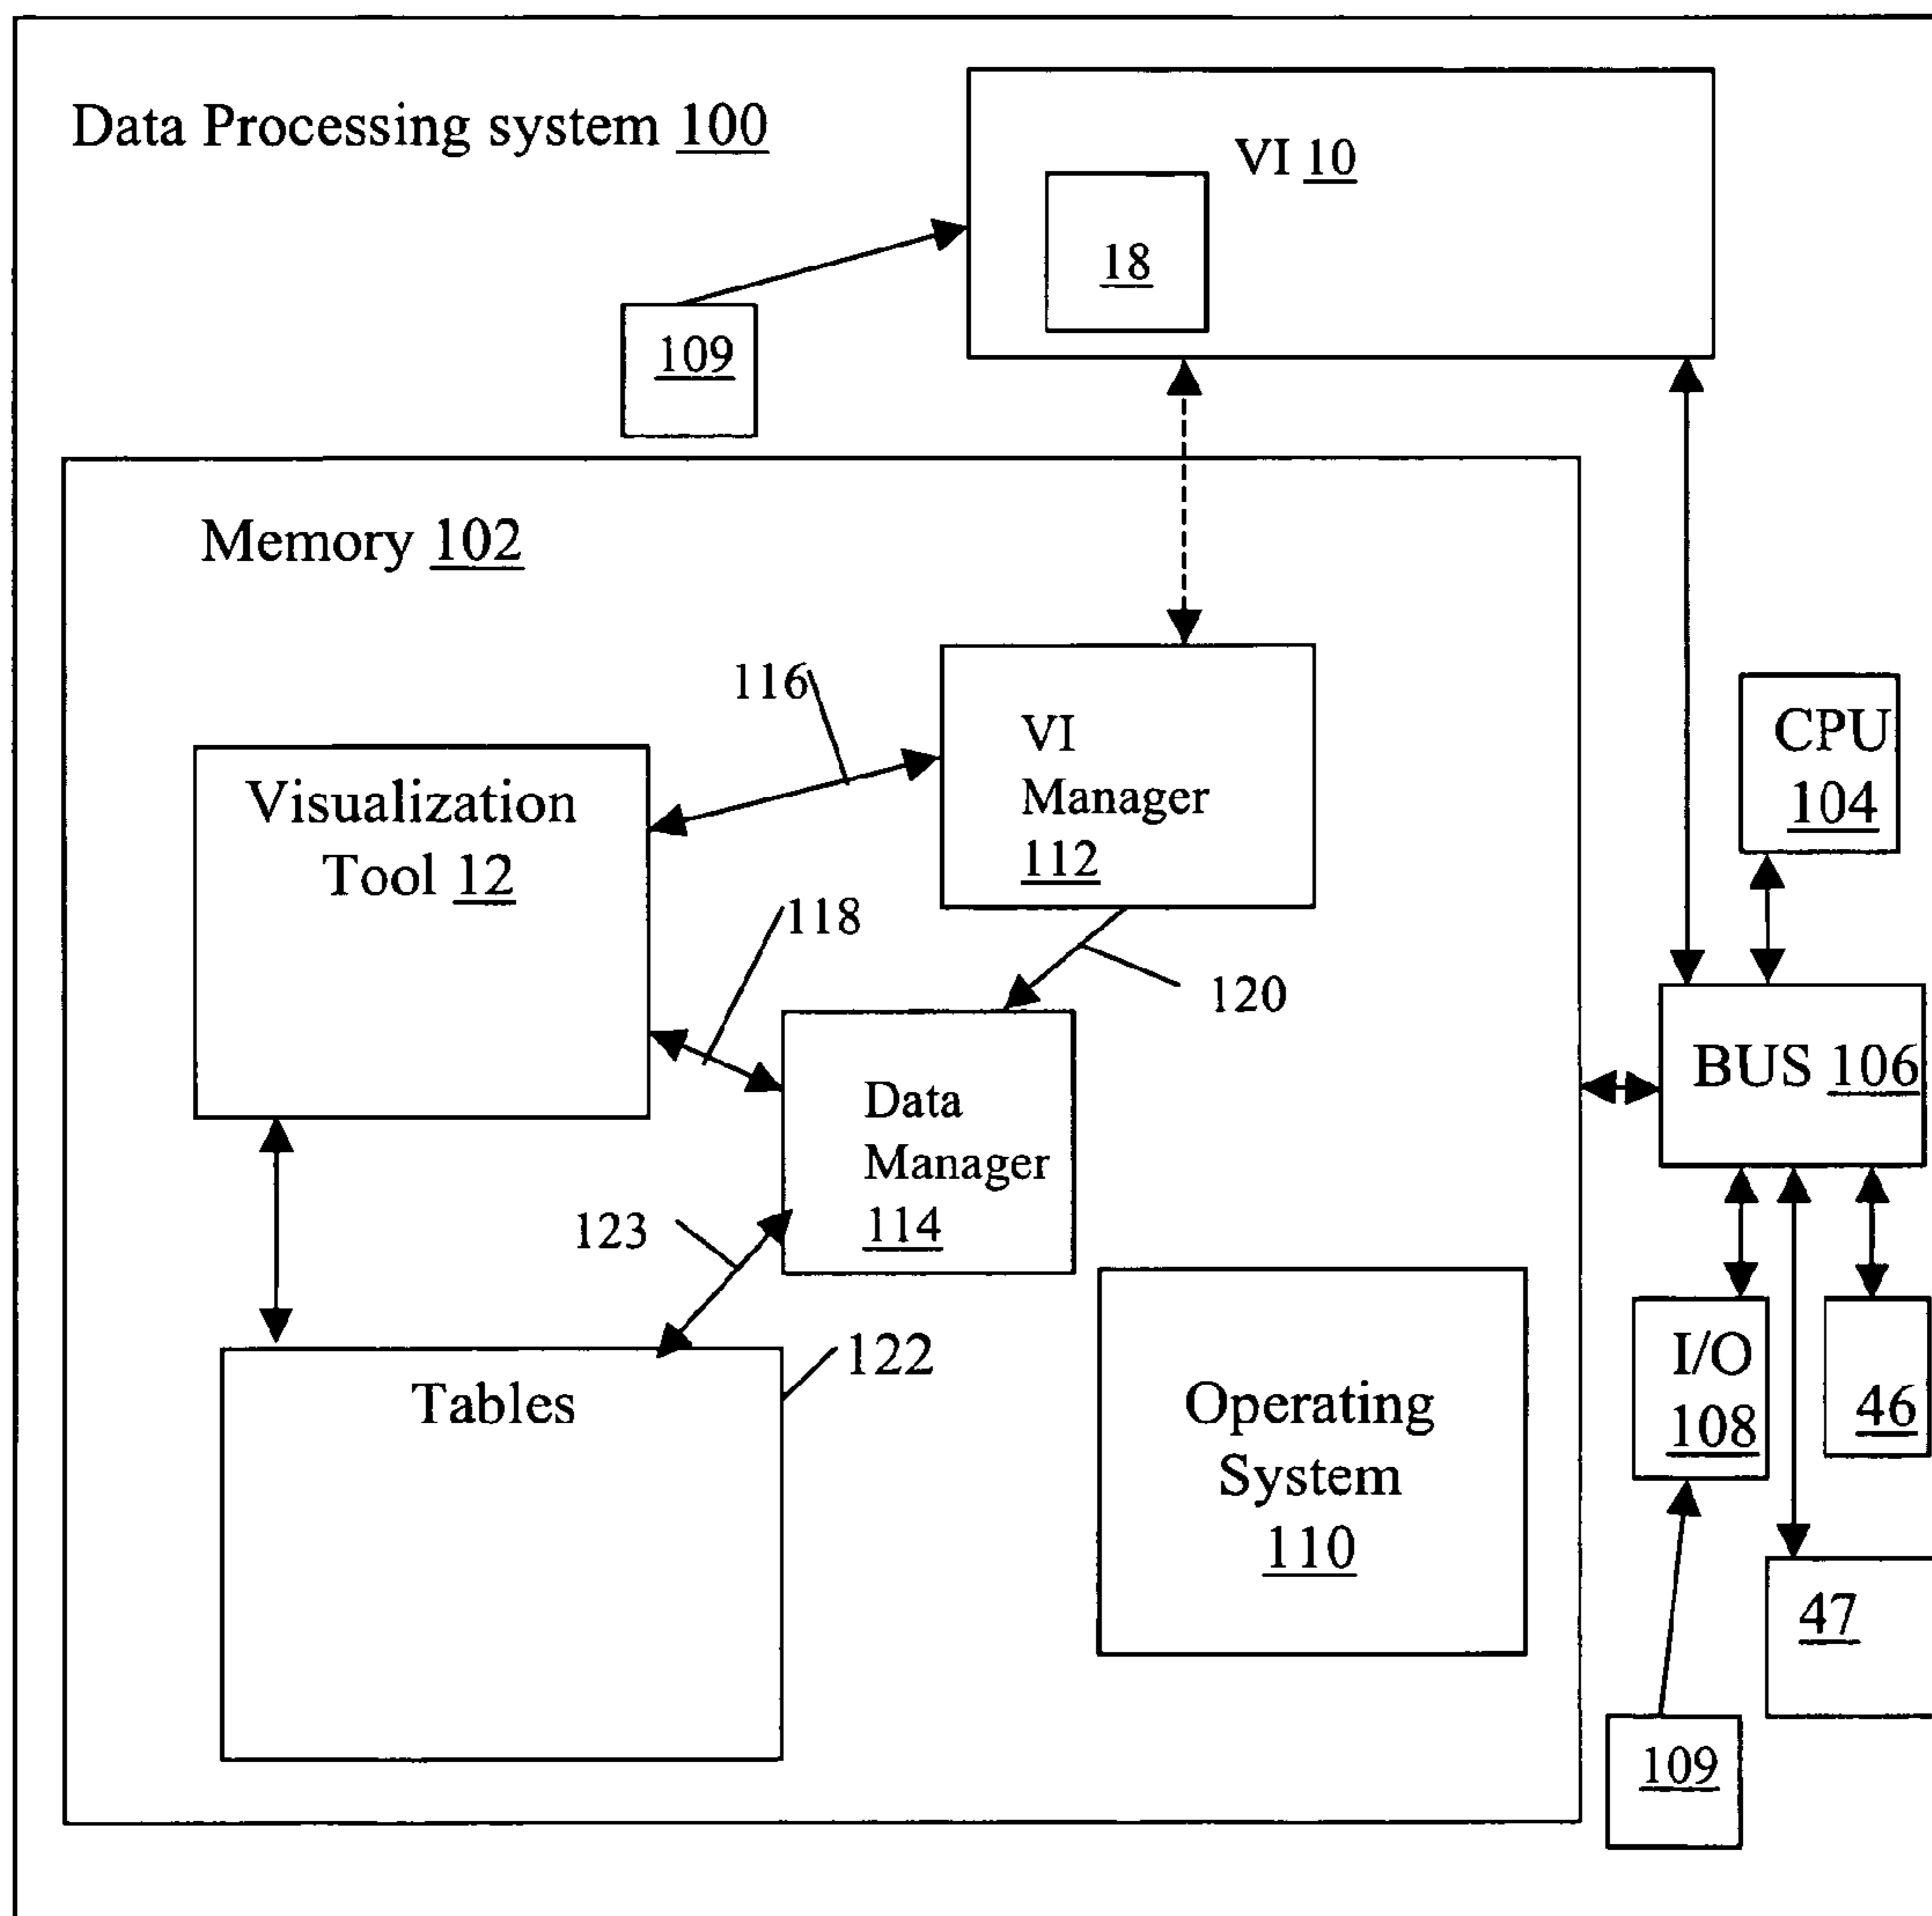 Data Processing system 100
VI 10
18
109
Memory 102
116
VI
Manager
112
CPU
104
Visualization
Tool 12
118
120
BUS 106
Data
Manager
114
123
I/O
108
46
122
Tables
Operating
System
110
47
109